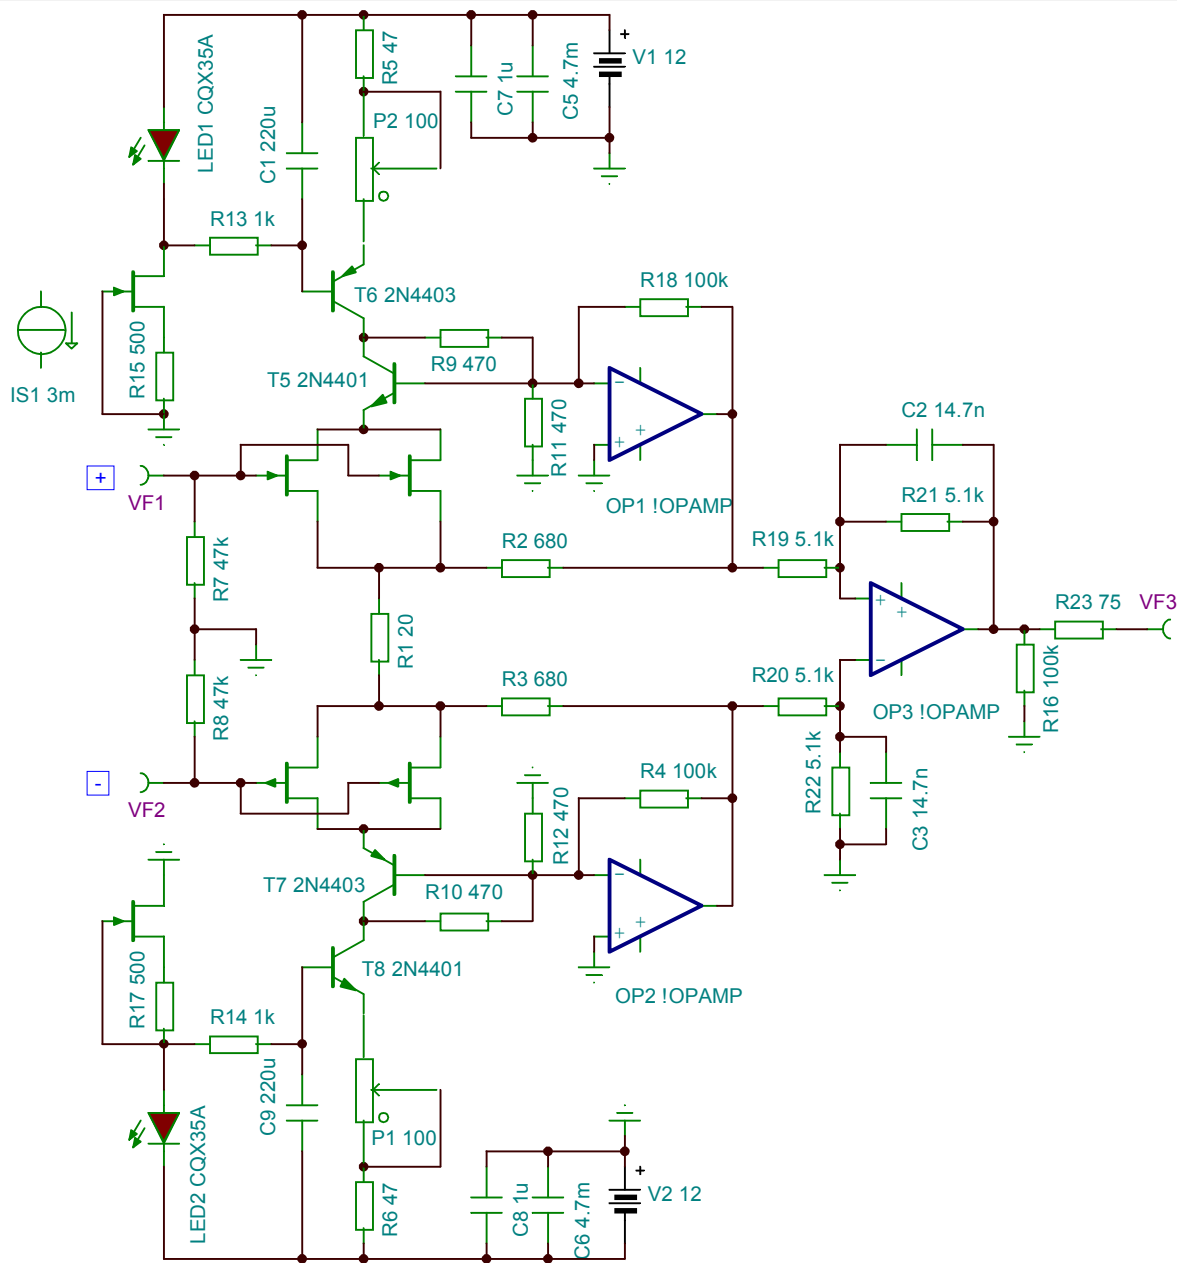 R5 47
V1 12
+
LED1 CQX35A
C7 1u
C5 4.7m
P2 100
C1 220u
R13 1k
T6 2N4403
R18 100k
R15 500
IS1 3m
R9 470
T5 2N4401
R11 470
−
+
+
OP1 !OPAMP
C2 14.7n
R21 5.1k
+
VF1
R7 47k
R2 680
R19 5.1k
R1 20
+
+
−
R23 75
VF3
R16 100k
R8 47k
R3 680
R20 5.1k
OP3 !OPAMP
-
VF2
R12 470
R4 100k
R22 5.1k
C3 14.7n
T7 2N4403
R10 470
−
+
+
OP2 !OPAMP
R17 500
T8 2N4401
R14 1k
C9 220u
LED2 CQX35A
P1 100
R6 47
C8 1u
C6 4.7m
+
V2 12